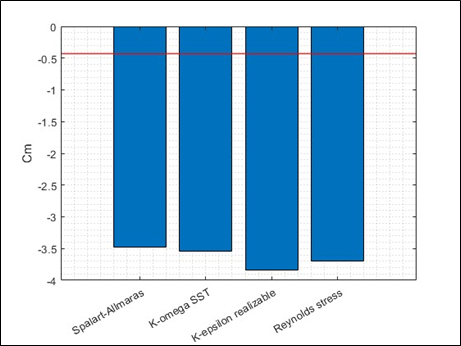 0
-0.5
-1
-1.5
-2
-2.5
-3
-3.5
-4
Cm
Spalart-Allmaras
K-omega SST
K-epsilon realizable
Reynolds stress